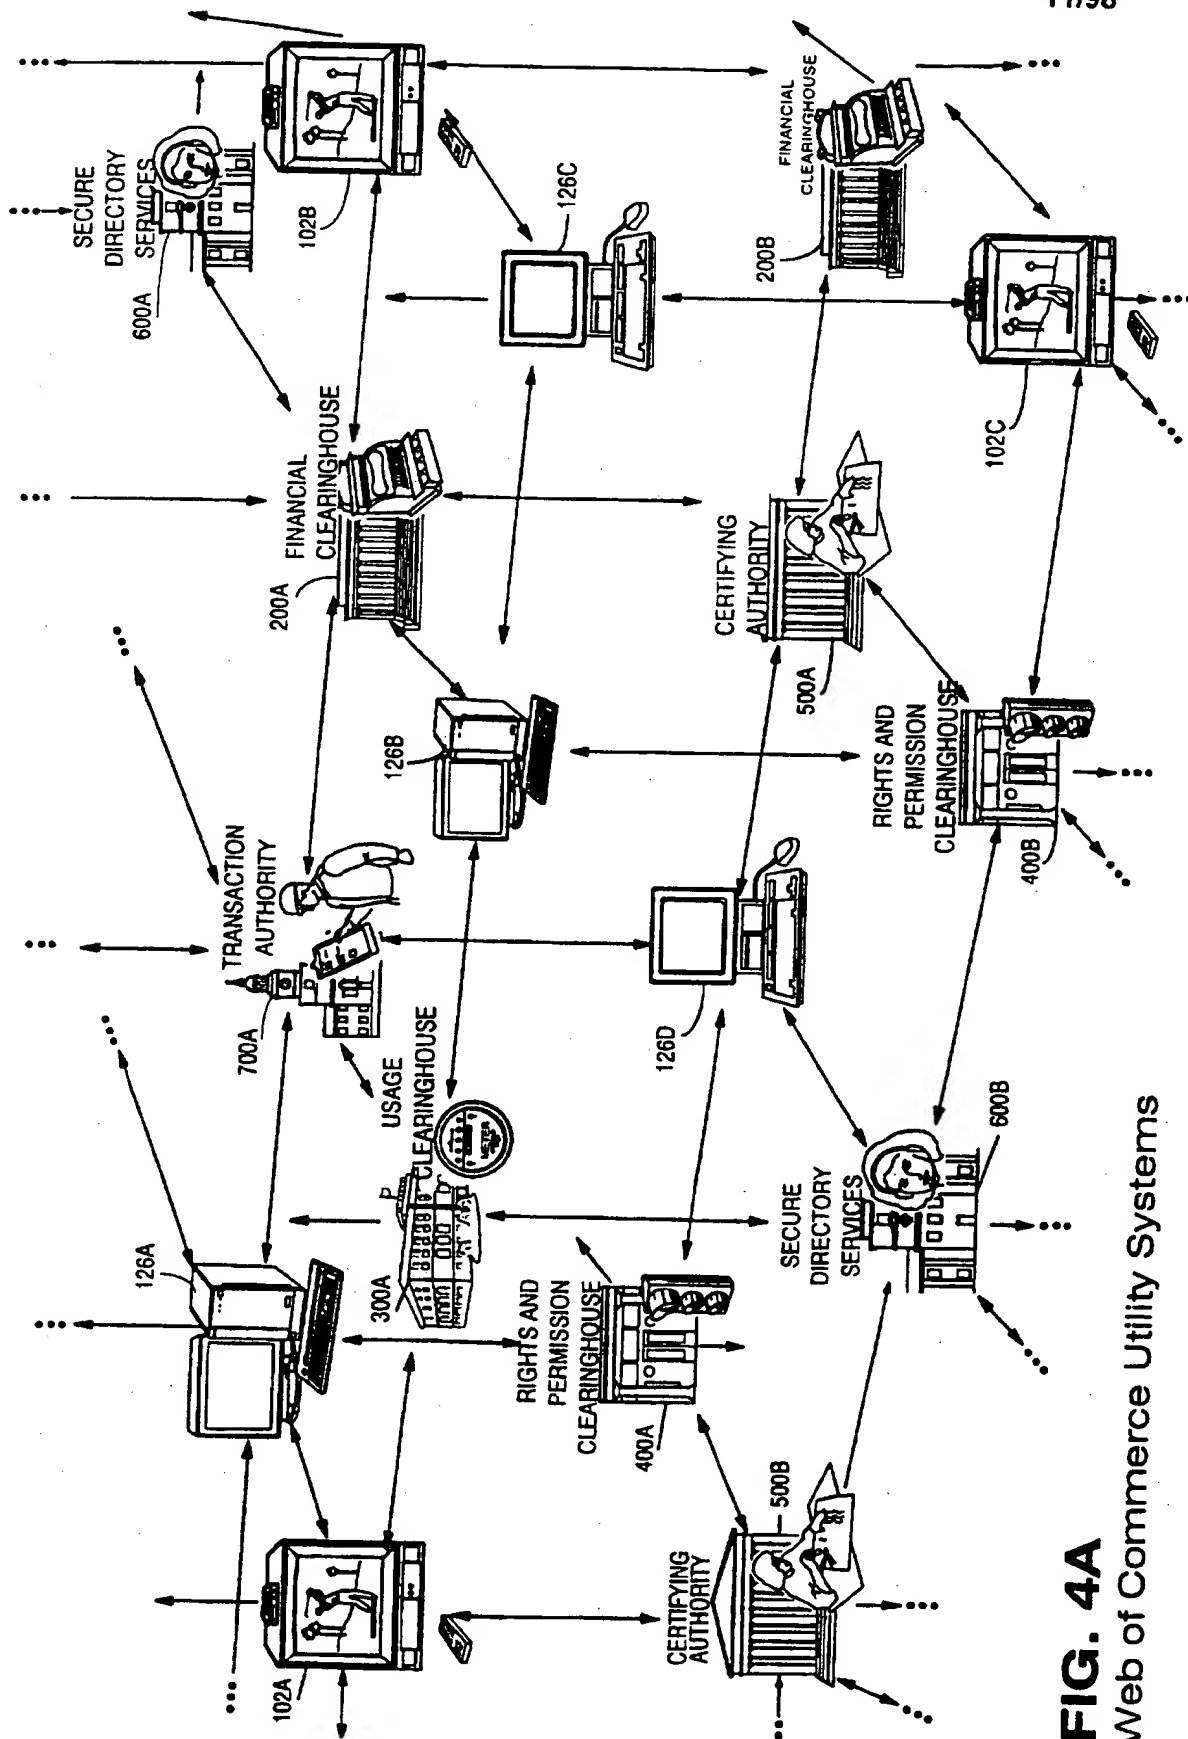 17/98
SECURE
DIRECTORY
SERVICES
600A
102B
126C
FINANCIAL
CLEARINGHOUSE
200B
102C
FINANCIAL
CLEARINGHOUSE
200A
CERTIFYING
AUTHORITY
500A
126B
RIGHTS AND
PERMISSION
CLEARINGHOUSE
400B
TRANSACTION
AUTHORITY
700A
126D
USAGE
CLEARINGHOUSE
METER
300A
126A
SECURE
DIRECTORY
SERVICES
600B
RIGHTS AND
PERMISSION
CLEARINGHOUSE
400A
102A
CERTIFYING
AUTHORITY
500B
FIG. 4A
Web of Commerce Utility Systems